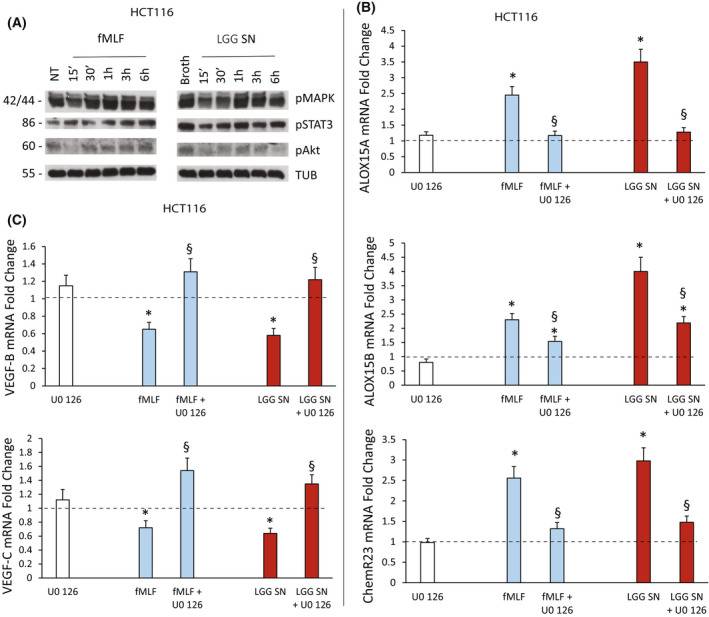 HCT116
(A)
fMLF
LGG SN
NT 15' 30' 1h 3h 6h
Broth 15' 30' 1h 3h 6h
42/44 - pMAPK
86 - pSTAT3
60 - pAkt
55 - TUB
(B)
HCT116
ALOX15A mRNA Fold Change
4.5
4
3.5
3
2.5
2
1.5
1
0.5
0
*
§
*
§
U0 126
fMLF
fMLF +
U0 126
LGG SN
LGG SN
+ U0 126
ALOX15B mRNA Fold Change
5
4.5
4
3.5
3
2.5
2
1.5
1
0.5
0
*
§
*
*
§
*
U0 126
fMLF
fMLF +
U0 126
LGG SN
LGG SN
+ U0 126
ChemR23 mRNA Fold Change
3.5
3
2.5
2
1.5
1
0.5
0
*
§
*
§
U0 126
fMLF
fMLF +
U0 126
LGG SN
LGG SN
+ U0 126
(C)
HCT116
VEGF-B mRNA Fold Change
1.6
1.4
1.2
1
0.8
0.6
0.4
0.2
0
*
§
*
§
U0 126
fMLF
fMLF +
U0 126
LGG SN
LGG SN
+ U0 126
VEGF-C mRNA Fold Change
2
1.8
1.6
1.4
1.2
1
0.8
0.6
0.4
0.2
0
*
§
*
§
U0 126
fMLF
fMLF +
U0 126
LGG SN
LGG SN
+ U0 126